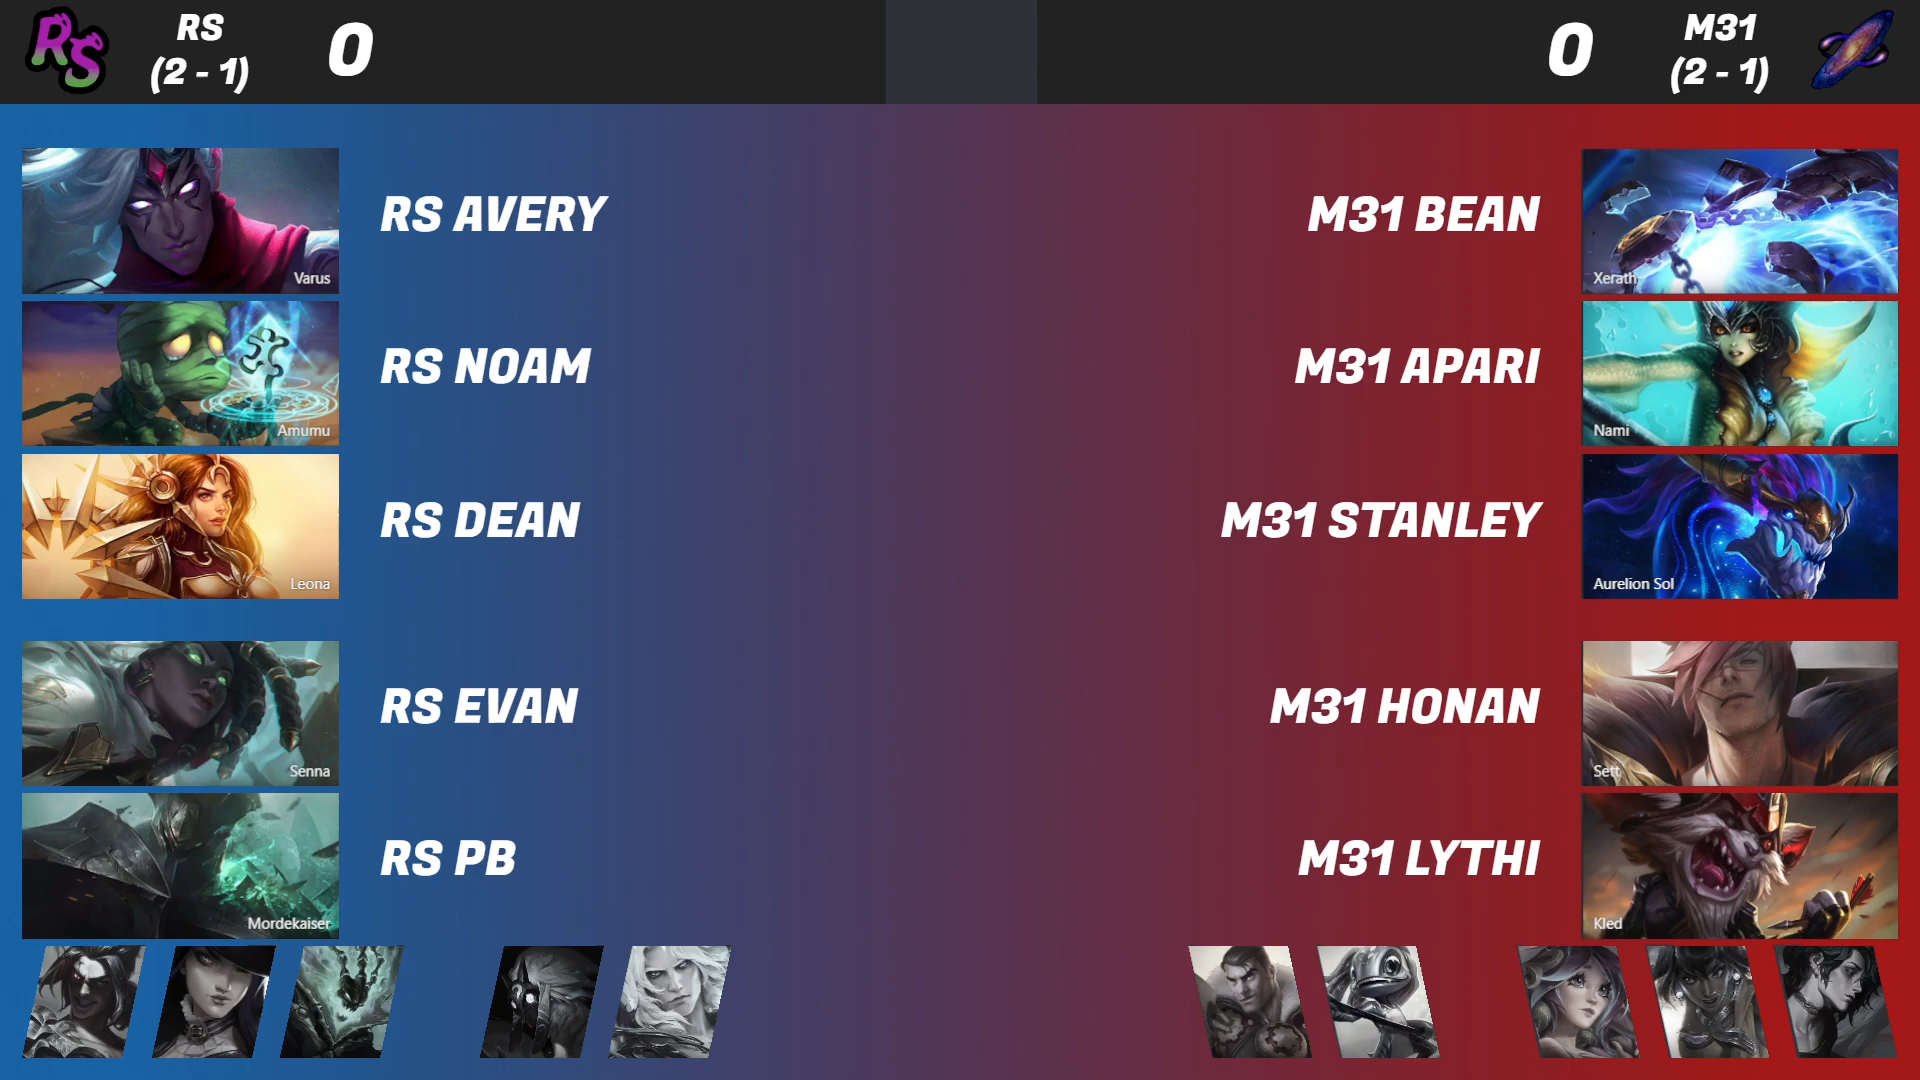 RS
RS
(2 - 1)
0
0
M31
(2 - 1)
Varus
RS AVERY
M31 BEAN
Xerath
Amumu
RS NOAM
M31 APARI
Nami
Leona
RS DEAN
M31 STANLEY
Aurelion Sol
Senna
RS EVAN
M31 HONAN
Sett
Mordekaiser
RS PB
M31 LYTHI
Kled